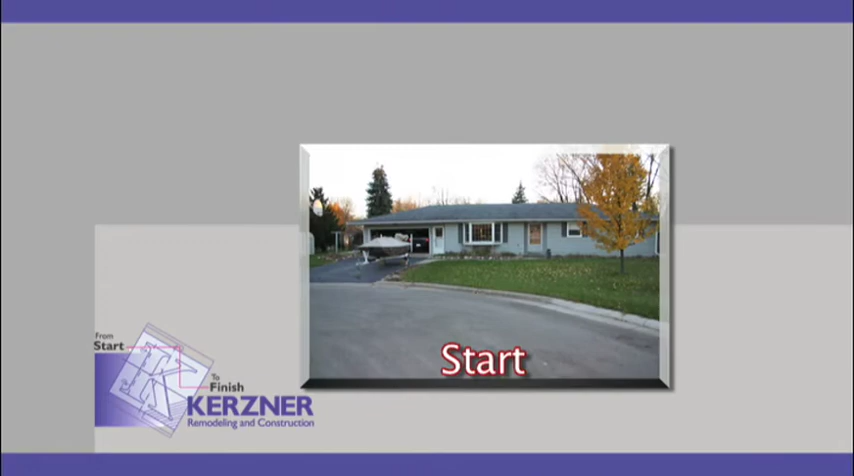 Start
From
Start
To
Finish
KERZNER
Remodeling and Construction